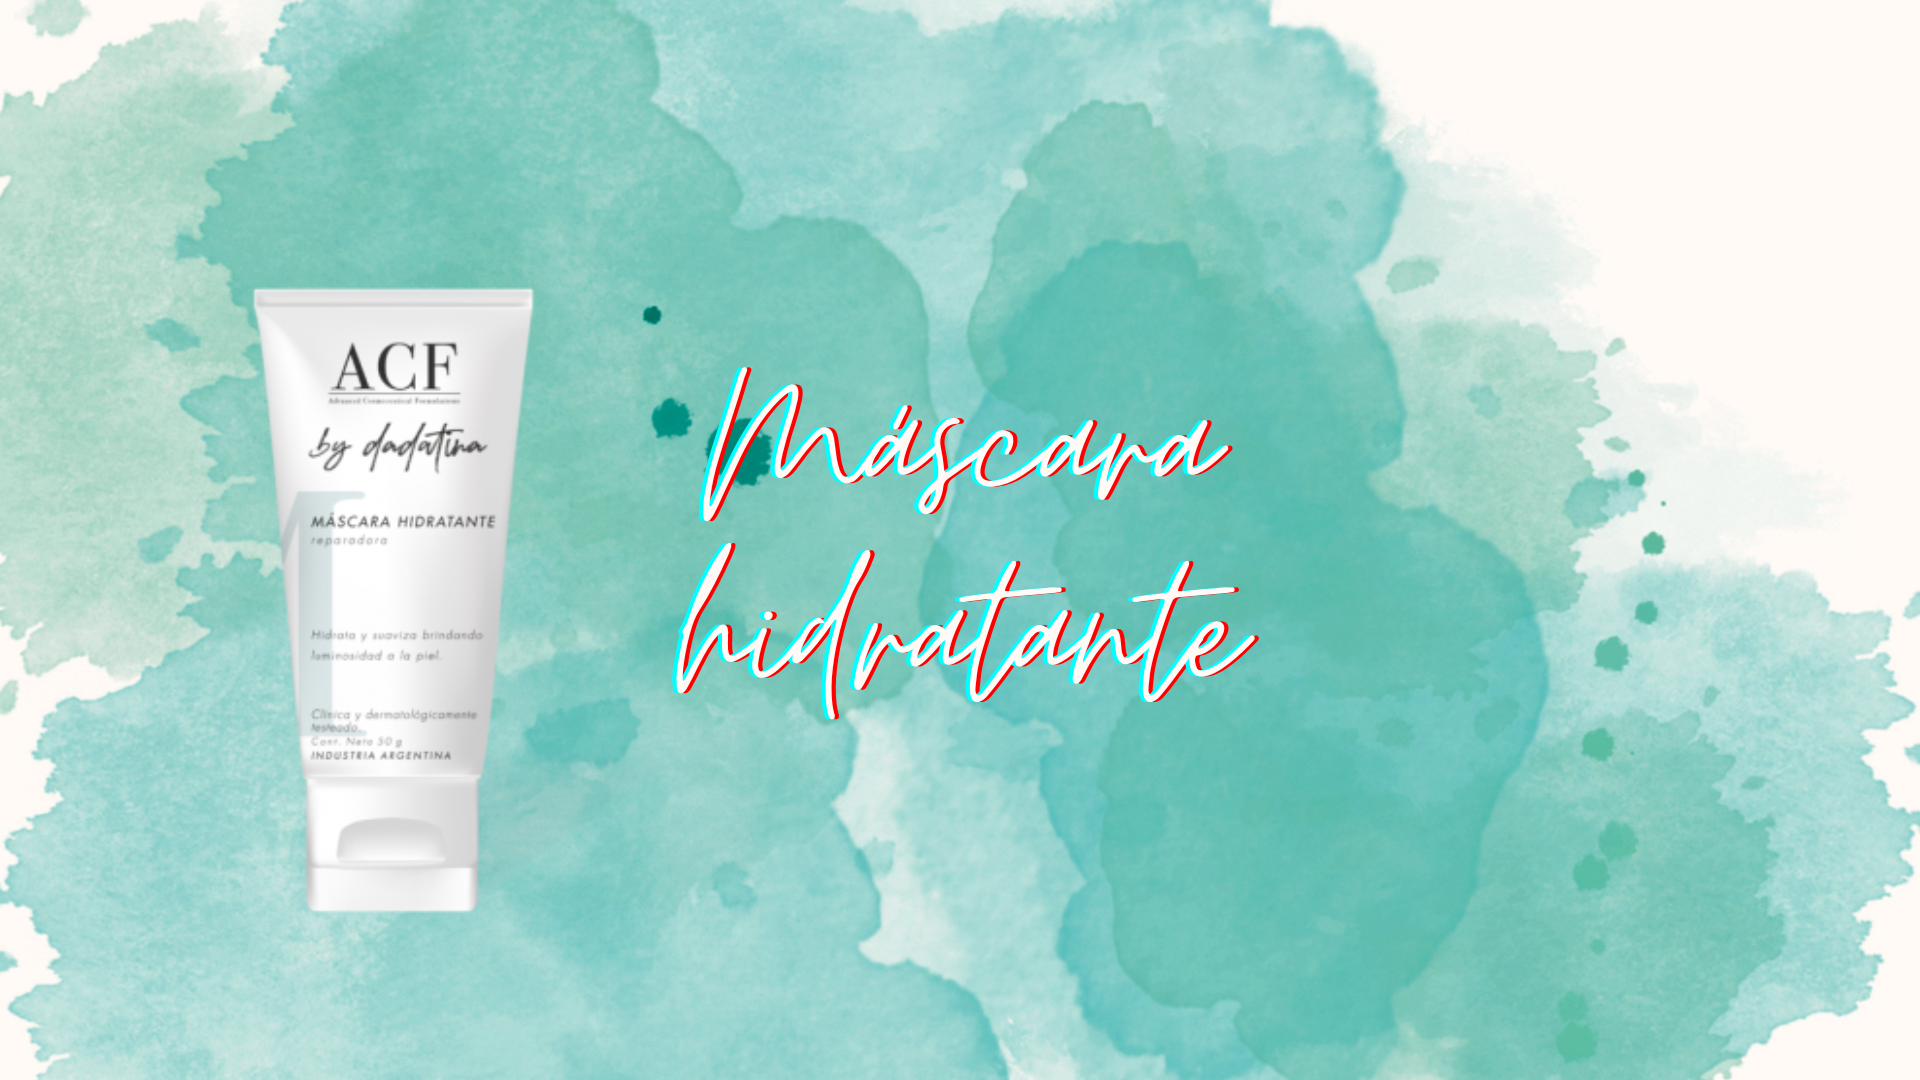 ACF
Advanced Cosmeceutical Formulations
by dadatina
1
MÁSCARA HIDRATANTE
reparadora
Hidrata y suaviza brindando
luminosidad a la piel.
Clínica y dermatológicamente
testeado.
Cont. Neto 50 g
INDUSTRIA ARGENTINA
Máscara
hidratante